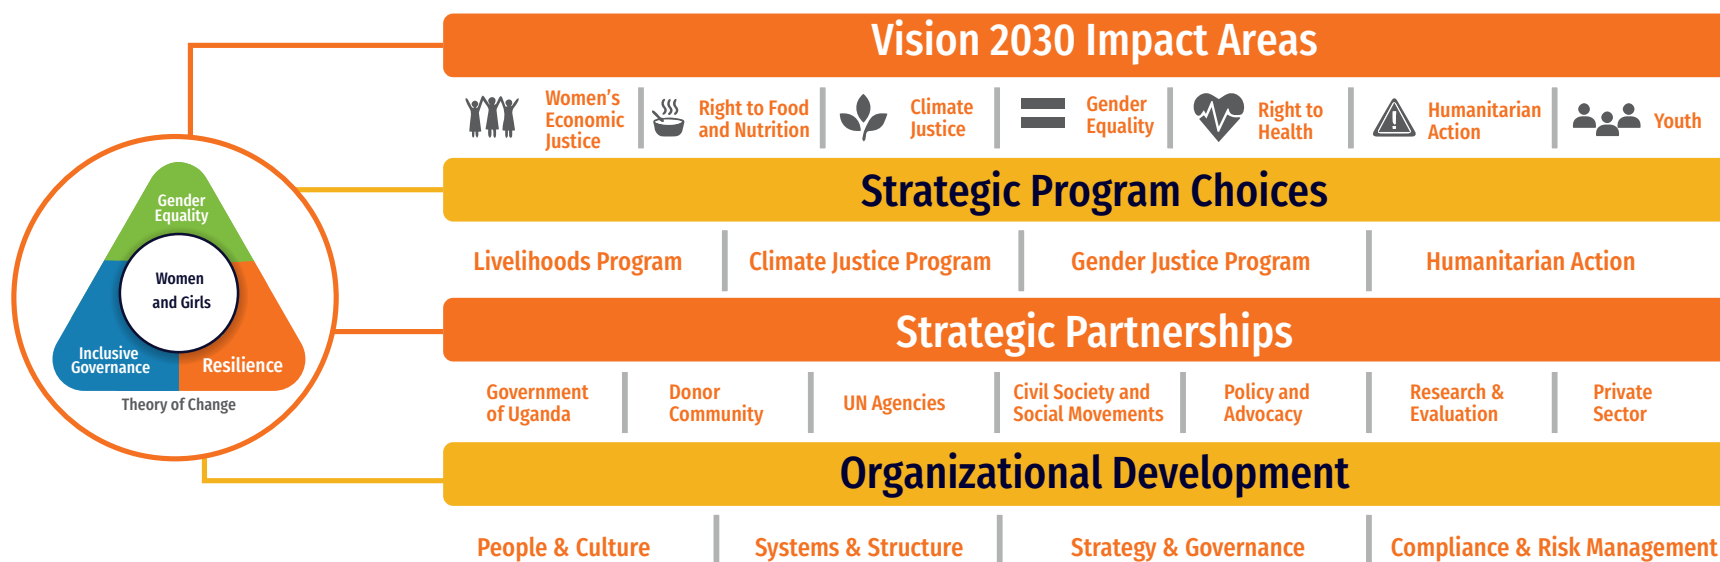 Vision 2030 Impact Areas
Women's
Economic
Justice
Right to Food
and Nutrition
Climate
Justice
Gender
Equality
Right to
Health
Humanitarian
Action
Youth
Strategic Program Choices
Livelihoods Program
Climate Justice Program
Gender Justice Program
Humanitarian Action
Strategic Partnerships
Government
of Uganda
Donor
Community
UN Agencies
Civil Society and
Social Movements
Policy and
Advocacy
Research &
Evaluation
Private
Sector
Organizational Development
People & Culture
Systems & Structure
Strategy & Governance
Compliance & Risk Management
Gender
Equality
Women
and Girls
Inclusive
Governance
Resilience
Theory of Change